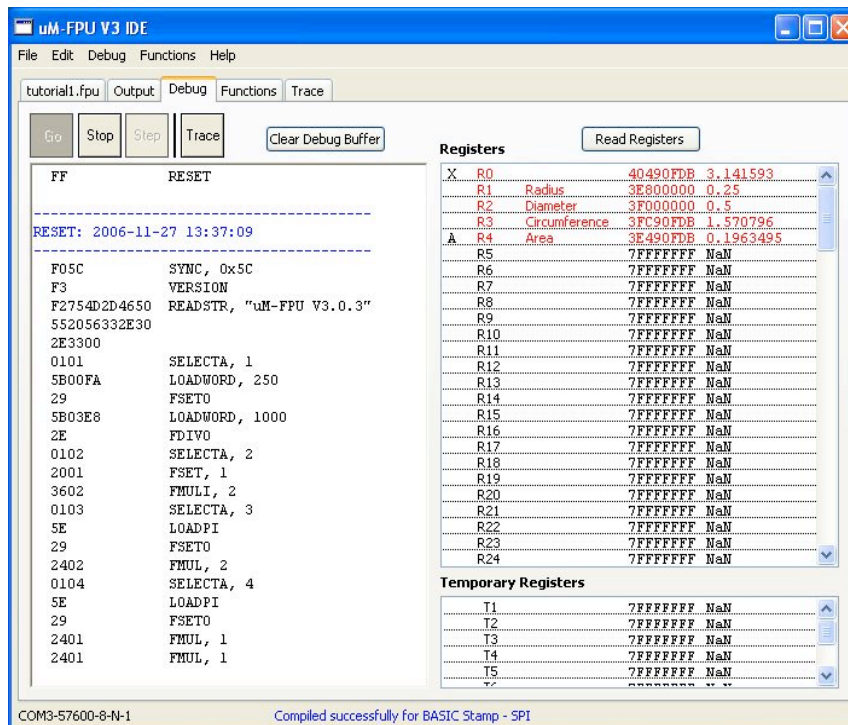 uM-FPU V3 IDE
File Edit Debug Functions Help
tutorial1.fpu Output Debug Functions Trace
Go Stop Step Trace Clear Debug Buffer
FF RESET
RESET: 2006-11-27 13:37:09
F05C SYNC, 0x5C
F3 VERSION
F2754D2D4650 READSTR, "uM-FPU V3.0.3"
552056332E30
2E3300
0101 SELECTA, 1
5B00FA LOADWORD, 250
29 FSET0
5B03E8 LOADWORD, 1000
2E FDIV0
0102 SELECTA, 2
2001 FSET, 1
3602 FMULI, 2
0103 SELECTA, 3
5E LOADPI
29 FSET0
2402 FMUL, 2
0104 SELECTA, 4
5E LOADPI
29 FSET0
2401 FMUL, 1
2401 FMUL, 1
Registers Read Registers
X R0 40490FDB 3.141593
R1 Radius 3E800000 0.25
R2 Diameter 3F000000 0.5
R3 Circumference 3FC90FDB 1.570796
A R4 Area 3E490FDB 0.1963495
R5 7FFFFFFF NaN
R6 7FFFFFFF NaN
R7 7FFFFFFF NaN
R8 7FFFFFFF NaN
R9 7FFFFFFF NaN
R10 7FFFFFFF NaN
R11 7FFFFFFF NaN
R12 7FFFFFFF NaN
R13 7FFFFFFF NaN
R14 7FFFFFFF NaN
R15 7FFFFFFF NaN
R16 7FFFFFFF NaN
R17 7FFFFFFF NaN
R18 7FFFFFFF NaN
R19 7FFFFFFF NaN
R20 7FFFFFFF NaN
R21 7FFFFFFF NaN
R22 7FFFFFFF NaN
R23 7FFFFFFF NaN
R24 7FFFFFFF NaN
Temporary Registers
T1 7FFFFFFF NaN
T2 7FFFFFFF NaN
T3 7FFFFFFF NaN
T4 7FFFFFFF NaN
T5 7FFFFFFF NaN
COM3-57600-8-N-1 Compiled successfully for BASIC Stamp - SPI